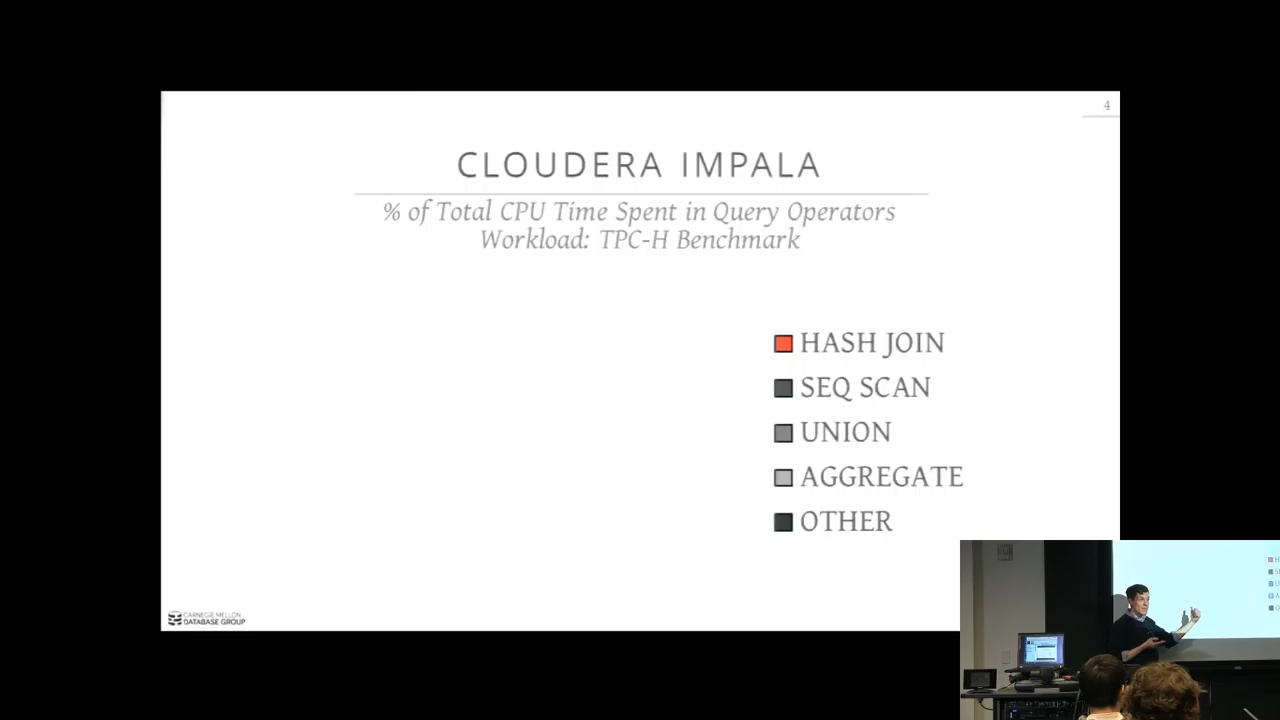 4
CLOUDERA IMPALA
% of Total CPU Time Spent in Query Operators
Workload: TPC-H Benchmark
HASH JOIN
SEQ SCAN
UNION
AGGREGATE
OTHER
CARNEGIE MELLON
DATABASE GROUP